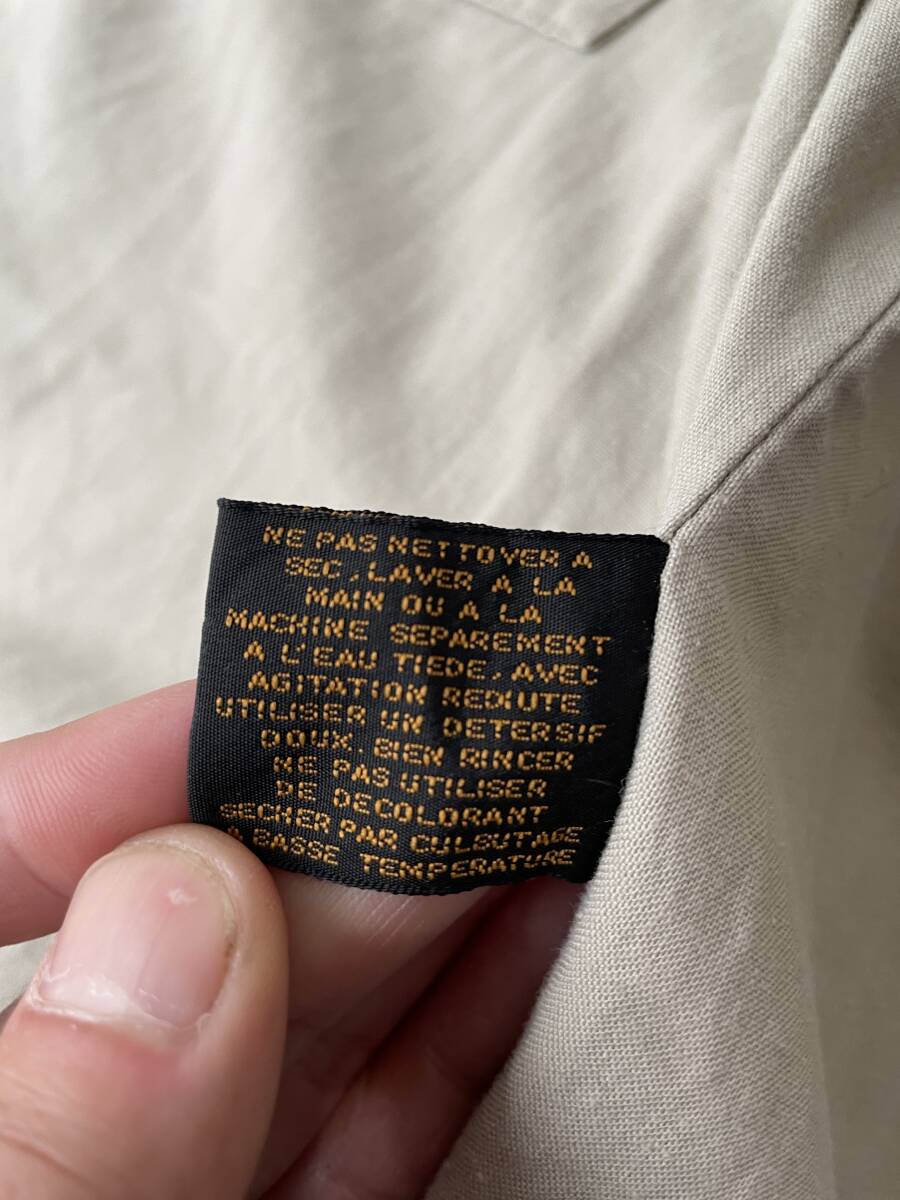 NE PAS NETTOYER A
SEC, LAVER A LA
MAIN OU A LA
MACHINE SEPAREMENT
A L'EAU TIEDE, AVEC
AGITATION REDIUTE
UTILISER UN DETERSIF
DOUX. BIEN RINCER
NE PAS UTILISER
DE DECOLORANT
SECHER PAR CULBUTAGE
A BASSE TEMPERATURE